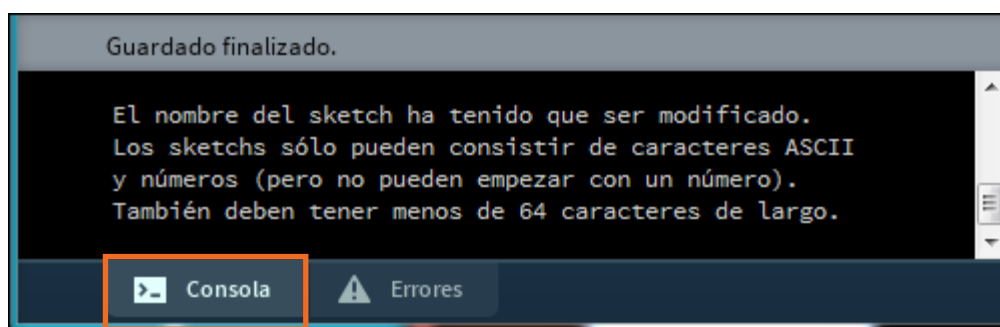 Guardado finalizado.
El nombre del sketch ha tenido que ser modificado.
Los sketchs sólo pueden consistir de caracteres ASCII
y números (pero no pueden empezar con un número).
También deben tener menos de 64 caracteres de largo.
>_ Consola
Errores